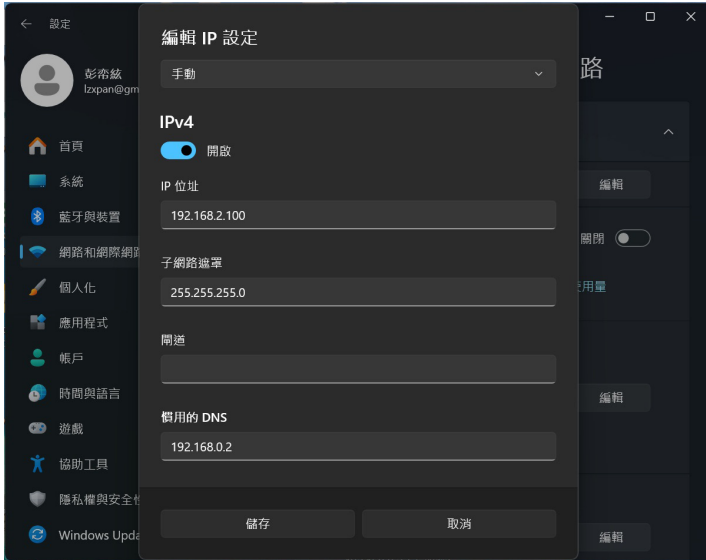 設定
彭帟絃
lzxpan@gm
首頁
系統
藍牙與裝置
網路和網際網路
個人化
應用程式
帳戶
時間與語言
遊戲
協助工具
隱私權與安全性
Windows Upda
編輯 IP 設定
手動
IPv4
開啟
IP 位址
192.168.2.100
子網路遮罩
255.255.255.0
閘道
慣用的 DNS
192.168.0.2
儲存
取消
路
編輯
關閉
使用量
編輯
編輯